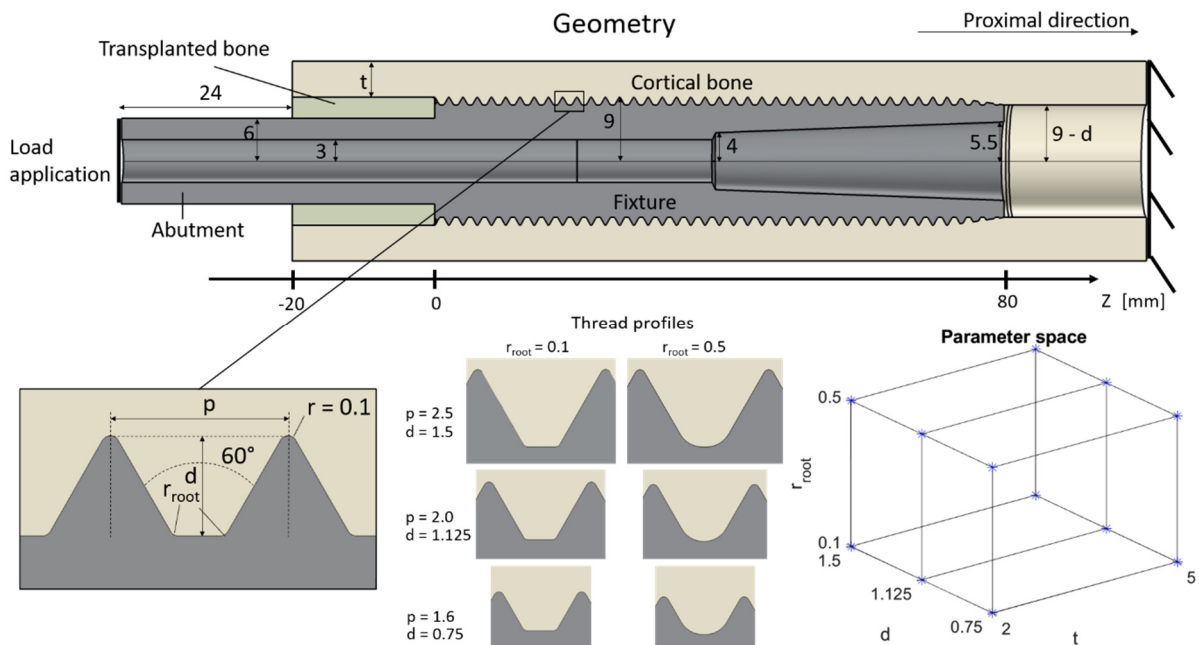 Geometry
Proximal direction
Transplanted bone
t
Cortical bone
24
6
3
9
4
5.5
9 - d
Load
application
Fixture
Abutment
-20
0
80
Z [mm]
p
r = 0.1
60°
d
r_root
Thread profiles
r_root = 0.1
r_root = 0.5
p = 2.5
d = 1.5
p = 2.0
d = 1.125
p = 1.6
d = 0.75
Parameter space
0.5
r_root
0.1
1.5
1.125
0.75
2
5
d
t